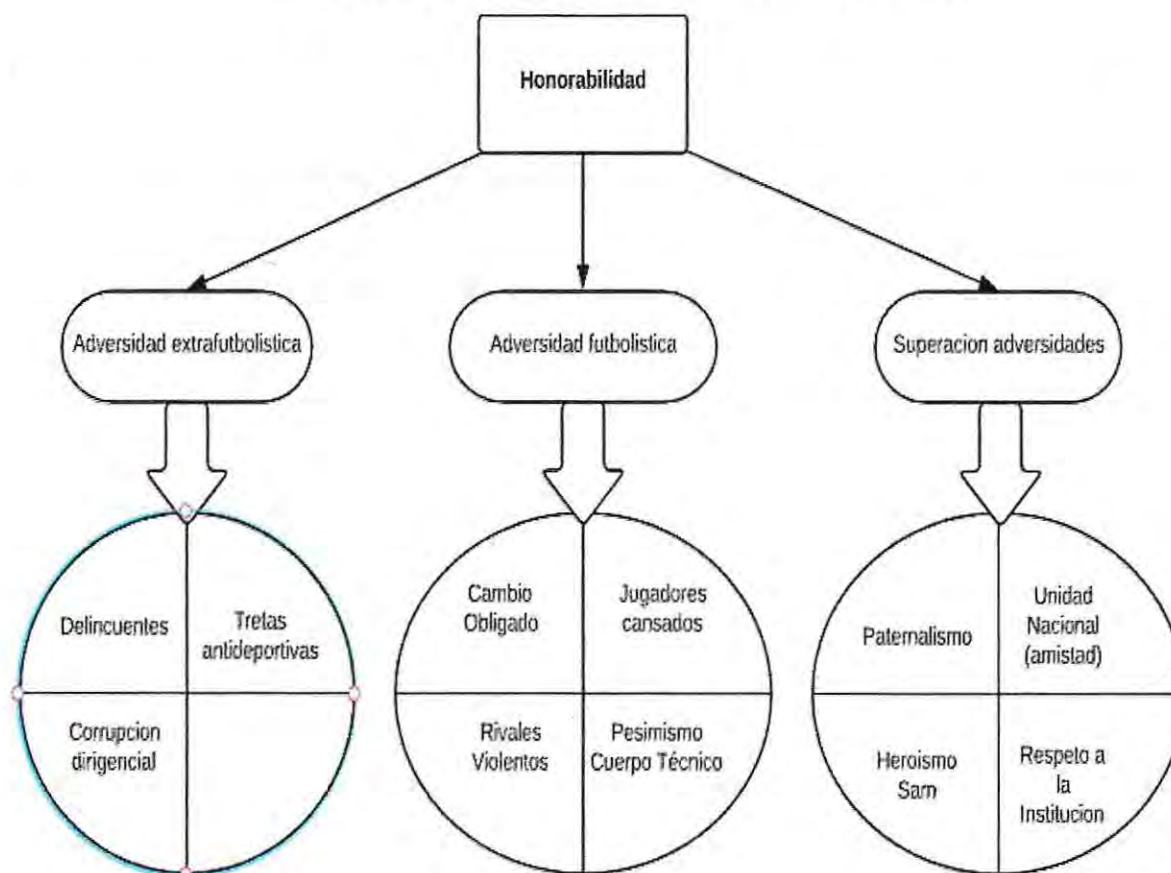 Honorabilidad
Adversidad extrafutbolistica
Adversidad futbolistica
Superacion adversidades
Delincuentes
Tretas
antideportivas
Corrupcion
dirigencial
Cambio
Obligado
Jugadores
cansados
Rivales
Violentos
Pesimismo
Cuerpo Técnico
Paternalismo
Unidad
Nacional
(amistad)
Heroismo
Sam
Respeto a
la
Institucion